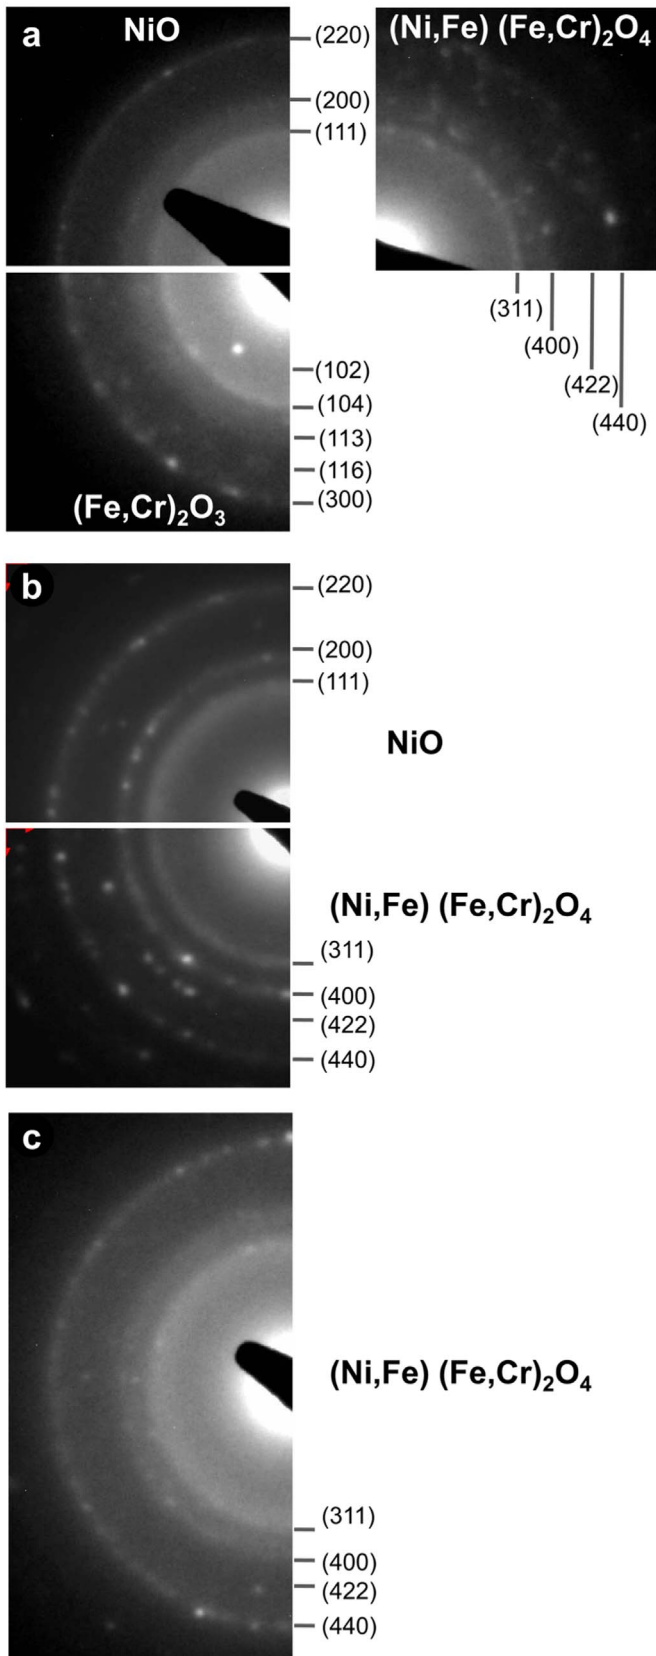 a
NiO
(220)
(200)
(111)
(Ni,Fe) (Fe,Cr)₂O₄
(311)
(400)
(422)
(440)
(102)
(104)
(113)
(116)
(300)
(Fe,Cr)₂O₃
b
(220)
(200)
(111)
NiO
(Ni,Fe) (Fe,Cr)₂O₄
(311)
(400)
(422)
(440)
c
(Ni,Fe) (Fe,Cr)₂O₄
(311)
(400)
(422)
(440)